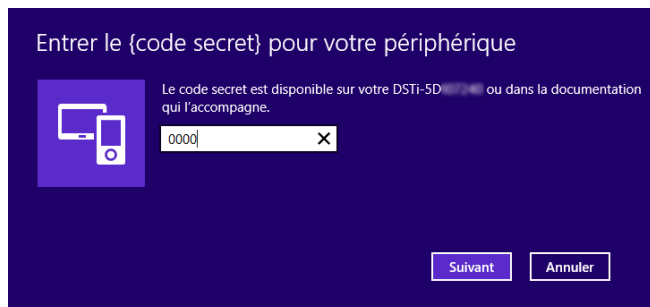 Entrer le {code secret} pour votre périphérique
Le code secret est disponible sur votre DSTi-5D ou dans la documentation
qui l'accompagne.
0000
Suivant Annuler